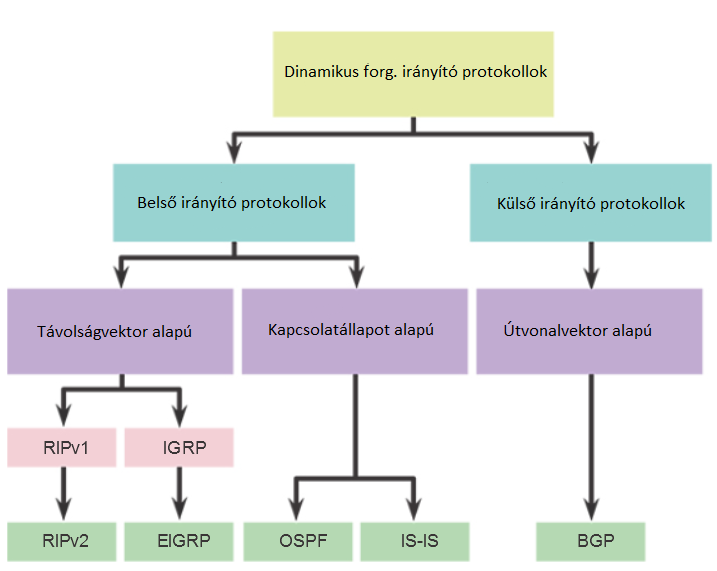 Dinamikus forg. irányító protokollok
Belső irányító protokollok
Külső irányító protokollok
Távolságvektor alapú
Kapcsolatállapot alapú
Útvonalvektor alapú
RIPv1
IGRP
RIPv2
EIGRP
OSPF
IS-IS
BGP